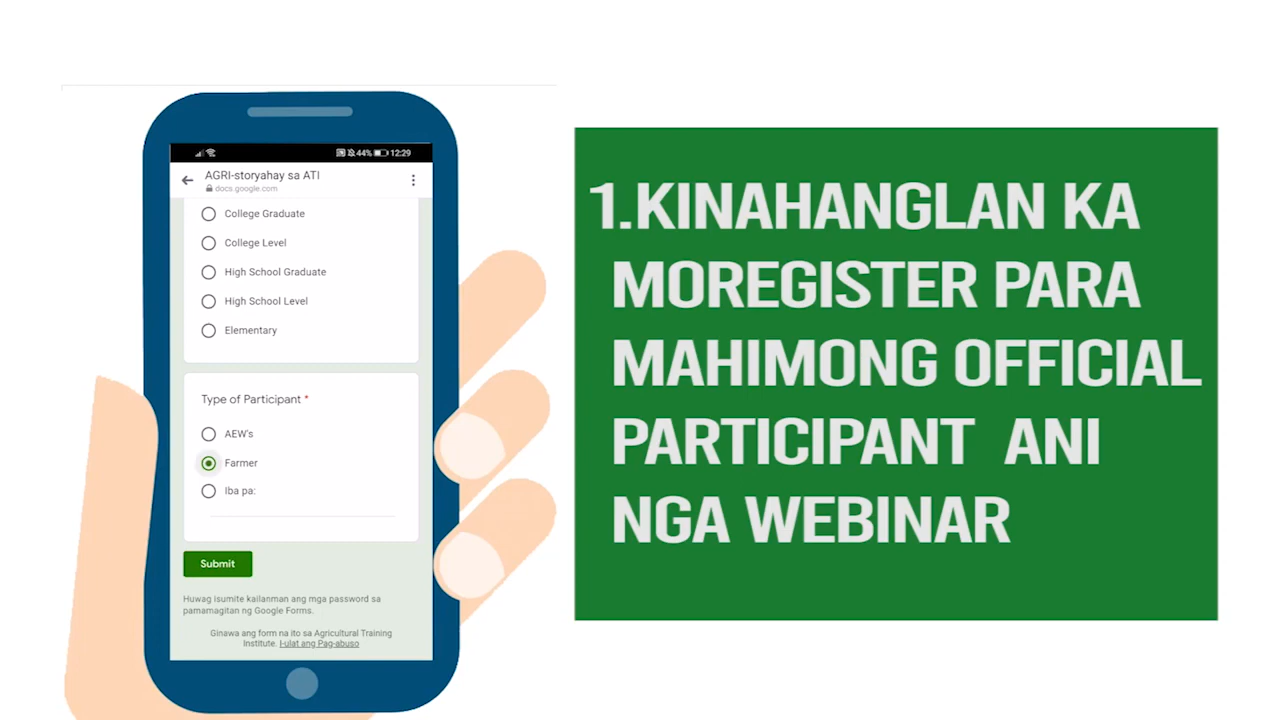 44% 12:29
AGRI-storyahay sa ATI
docs.google.com
College Graduate
College Level
High School Graduate
High School Level
Elementary
Type of Participant *
AEW's
Farmer
Iba pa:
Submit
Huwag isumite kailanman ang mga password sa
pamamagitan ng Google Forms.
Ginawa ang form na ito sa Agricultural Training
Institute. I-ulat ang Pag-abuso
1.KINAHANGLAN KA
MOREGISTER PARA
MAHIMONG OFFICIAL
PARTICIPANT ANI
NGA WEBINAR